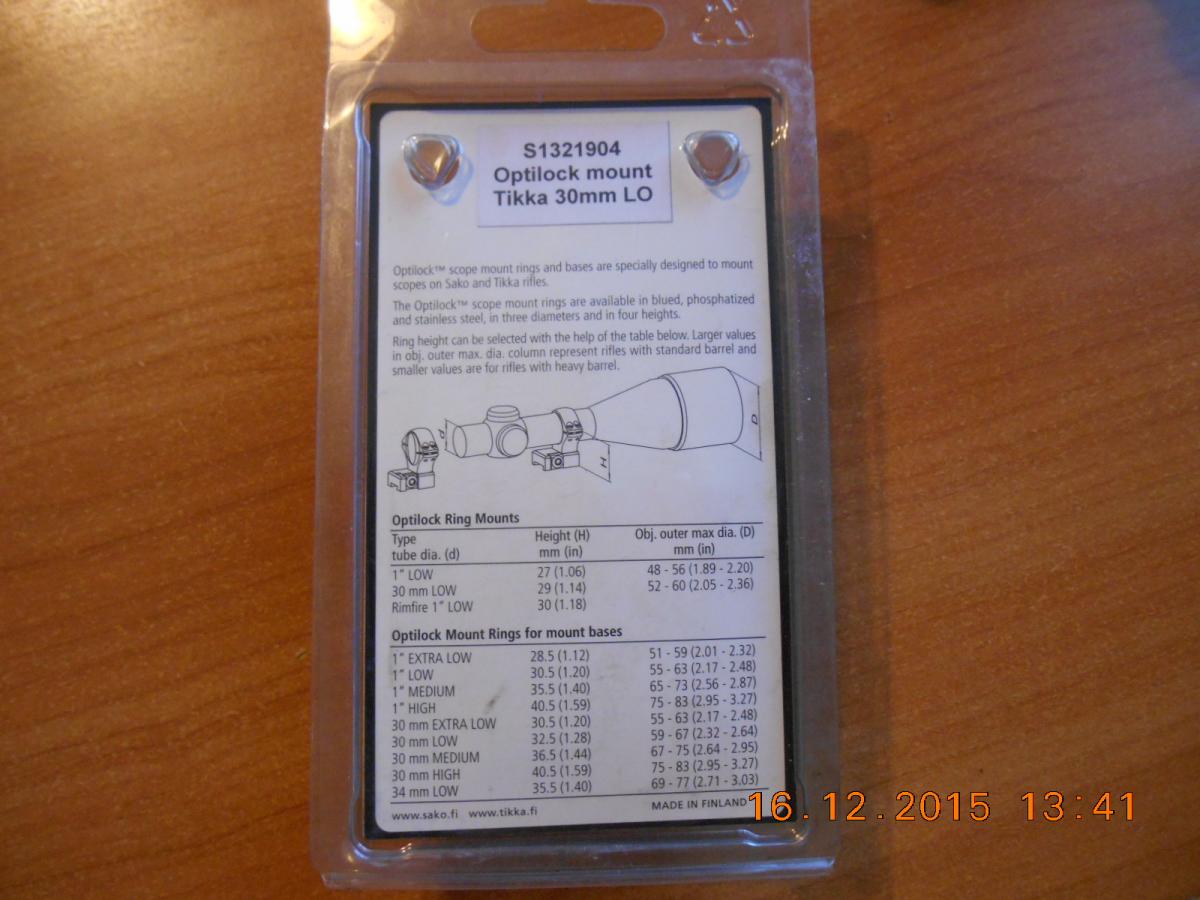 S1321904
Optilock mount
Tikka 30mm LO
Optilock™ scope mount rings and bases are specially designed to mount
scopes on Sako and Tikka rifles.
The Optilock™ scope mount rings are available in blued, phosphatized
and stainless steel, in three diameters and in four heights.
Ring height can be selected with the help of the table below. Larger values
in obj. outer max. dia. column represent rifles with standard barrel and
smaller values are for rifles with heavy barrel.
d
D
H
Optilock Ring Mounts
Type Height (H) Obj. outer max dia. (D)
tube dia. (d) mm (in) mm (in)
1" LOW 27 (1.06) 48 - 56 (1.89 - 2.20)
30 mm LOW 29 (1.14) 52 - 60 (2.05 - 2.36)
Rimfire 1" LOW 30 (1.18)
Optilock Mount Rings for mount bases
1" EXTRA LOW 28.5 (1.12) 51 - 59 (2.01 - 2.32)
1" LOW 30.5 (1.20) 55 - 63 (2.17 - 2.48)
1" MEDIUM 35.5 (1.40) 65 - 73 (2.56 - 2.87)
1" HIGH 40.5 (1.59) 75 - 83 (2.95 - 3.27)
30 mm EXTRA LOW 30.5 (1.20) 55 - 63 (2.17 - 2.48)
30 mm LOW 32.5 (1.28) 59 - 67 (2.32 - 2.64)
30 mm MEDIUM 36.5 (1.44) 67 - 75 (2.64 - 2.95)
30 mm HIGH 40.5 (1.59) 75 - 83 (2.95 - 3.27)
34 mm LOW 35.5 (1.40) 69 - 77 (2.71 - 3.03)
www.sako.fi www.tikka.fi MADE IN FINLAND
16.12.2015 13:41